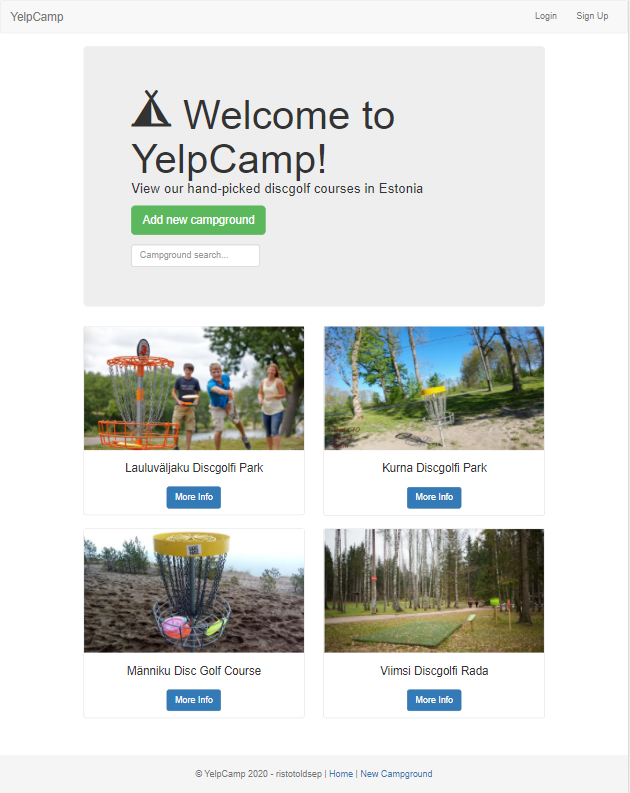 YelpCamp
Login Sign Up
Welcome to
YelpCamp!
View our hand-picked discgolf courses in Estonia
Add new campground
Campground search...
Lauluväljaku Discgolfi Park
Kurna Discgolfi Park
More Info
More Info
Männiku Disc Golf Course
Viimsi Discgolfi Rada
More Info
More Info
© YelpCamp 2020 - ristotoldsep | Home | New Campground